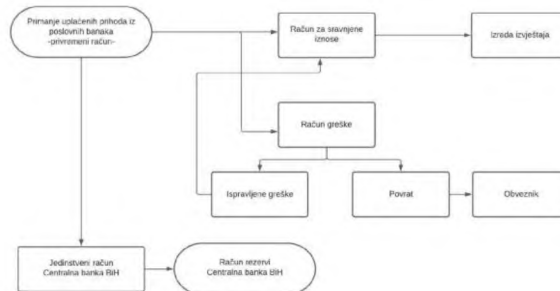 Primanje uplaćenih prihoda iz
poslovnih banaka
-privremeni račun-
Račun za sravnjene
iznose
Izrada izvještaja
Račun greške
Ispravljene greške
Povrat
Obveznik
Jedinstveni račun
Centralna banka BiH
Račun rezervi
Centralna banka BiH